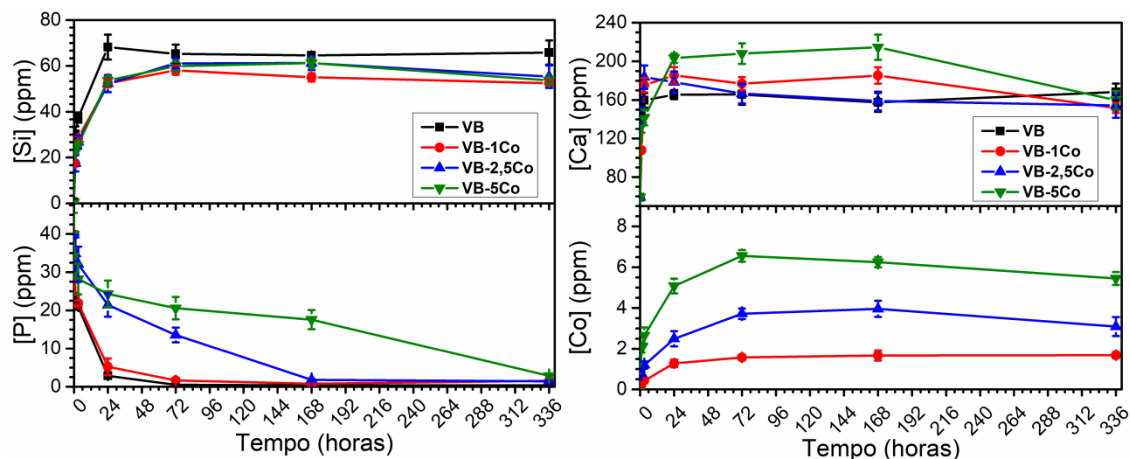 [Si] (ppm)
80
60
40
20
0
VB
VB-1Co
VB-2,5Co
VB-5Co
[P] (ppm)
40
30
20
10
0
0 24 48 72 96 120 144 168 192 216 240 264 288 312 336
Tempo (horas)
[Ca] (ppm)
240
200
160
120
80
VB
VB-1Co
VB-2,5Co
VB-5Co
[Co] (ppm)
8
6
4
2
0
0 24 48 72 96 120 144 168 192 216 240 264 288 312 336
Tempo (horas)